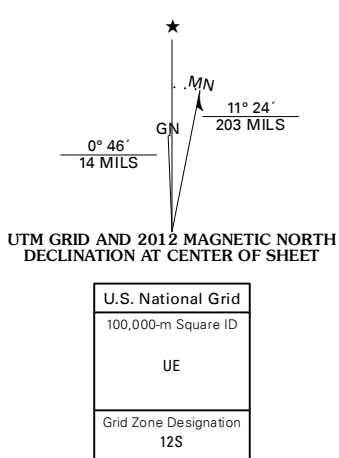 ★
MN
11° 24´
203 MILS
GN
0° 46´
14 MILS
UTM GRID AND 2012 MAGNETIC NORTH
DECLINATION AT CENTER OF SHEET
U.S. National Grid
100,000-m Square ID
UE
Grid Zone Designation
12S